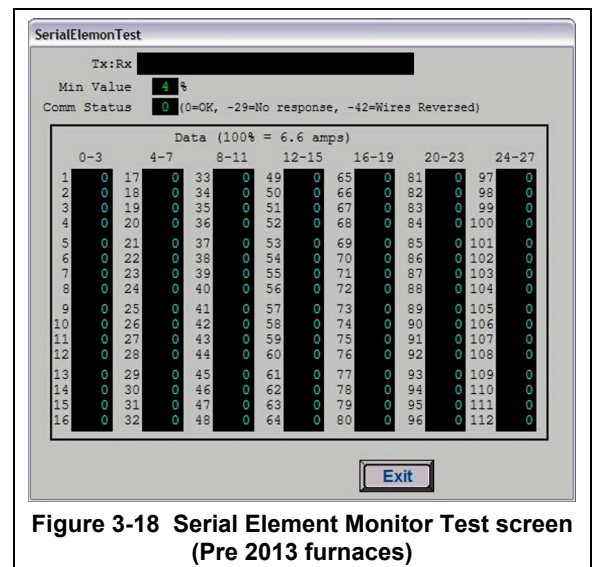 SerialElemonTest
Tx:Rx
Min Value 4 %
Comm Status 0 (0=OK, -29=No response, -42=Wires Reversed)
Data (100% = 6.6 amps)
0-3 4-7 8-11 12-15 16-19 20-23 24-27
1 0 17 0 33 0 49 0 65 0 81 0 97 0
2 0 18 0 34 0 50 0 66 0 82 0 98 0
3 0 19 0 35 0 51 0 67 0 83 0 99 0
4 0 20 0 36 0 52 0 68 0 84 0 100 0
5 0 21 0 37 0 53 0 69 0 85 0 101 0
6 0 22 0 38 0 54 0 70 0 86 0 102 0
7 0 23 0 39 0 55 0 71 0 87 0 103 0
8 0 24 0 40 0 56 0 72 0 88 0 104 0
9 0 25 0 41 0 57 0 73 0 89 0 105 0
10 0 26 0 42 0 58 0 74 0 90 0 106 0
11 0 27 0 43 0 59 0 75 0 91 0 107 0
12 0 28 0 44 0 60 0 76 0 92 0 108 0
13 0 29 0 45 0 61 0 77 0 93 0 109 0
14 0 30 0 46 0 62 0 78 0 94 0 110 0
15 0 31 0 47 0 63 0 79 0 95 0 111 0
16 0 32 0 48 0 64 0 80 0 96 0 112 0
Exit
Figure 3-18 Serial Element Monitor Test screen
(Pre 2013 furnaces)